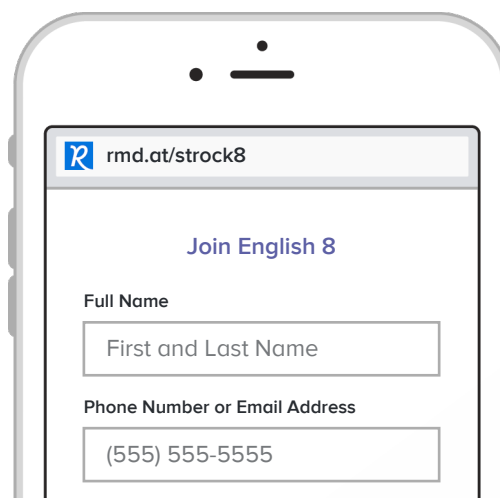 rmd.at/strock8
Join English 8
Full Name
First and Last Name
Phone Number or Email Address
(555) 555-5555